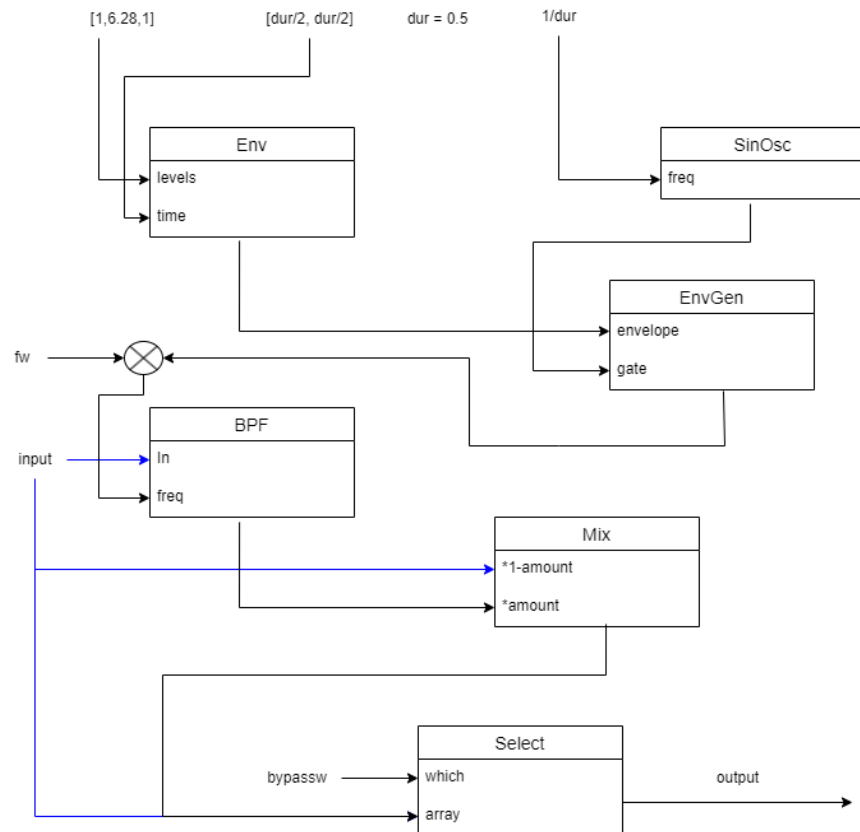 [1,6.28,1]
[dur/2, dur/2]
dur = 0.5
1/dur
Env
levels
time
SinOsc
freq
EnvGen
envelope
gate
fw
BPF
In
freq
input
Mix
*1-amount
*amount
Select
which
array
bypassw
output